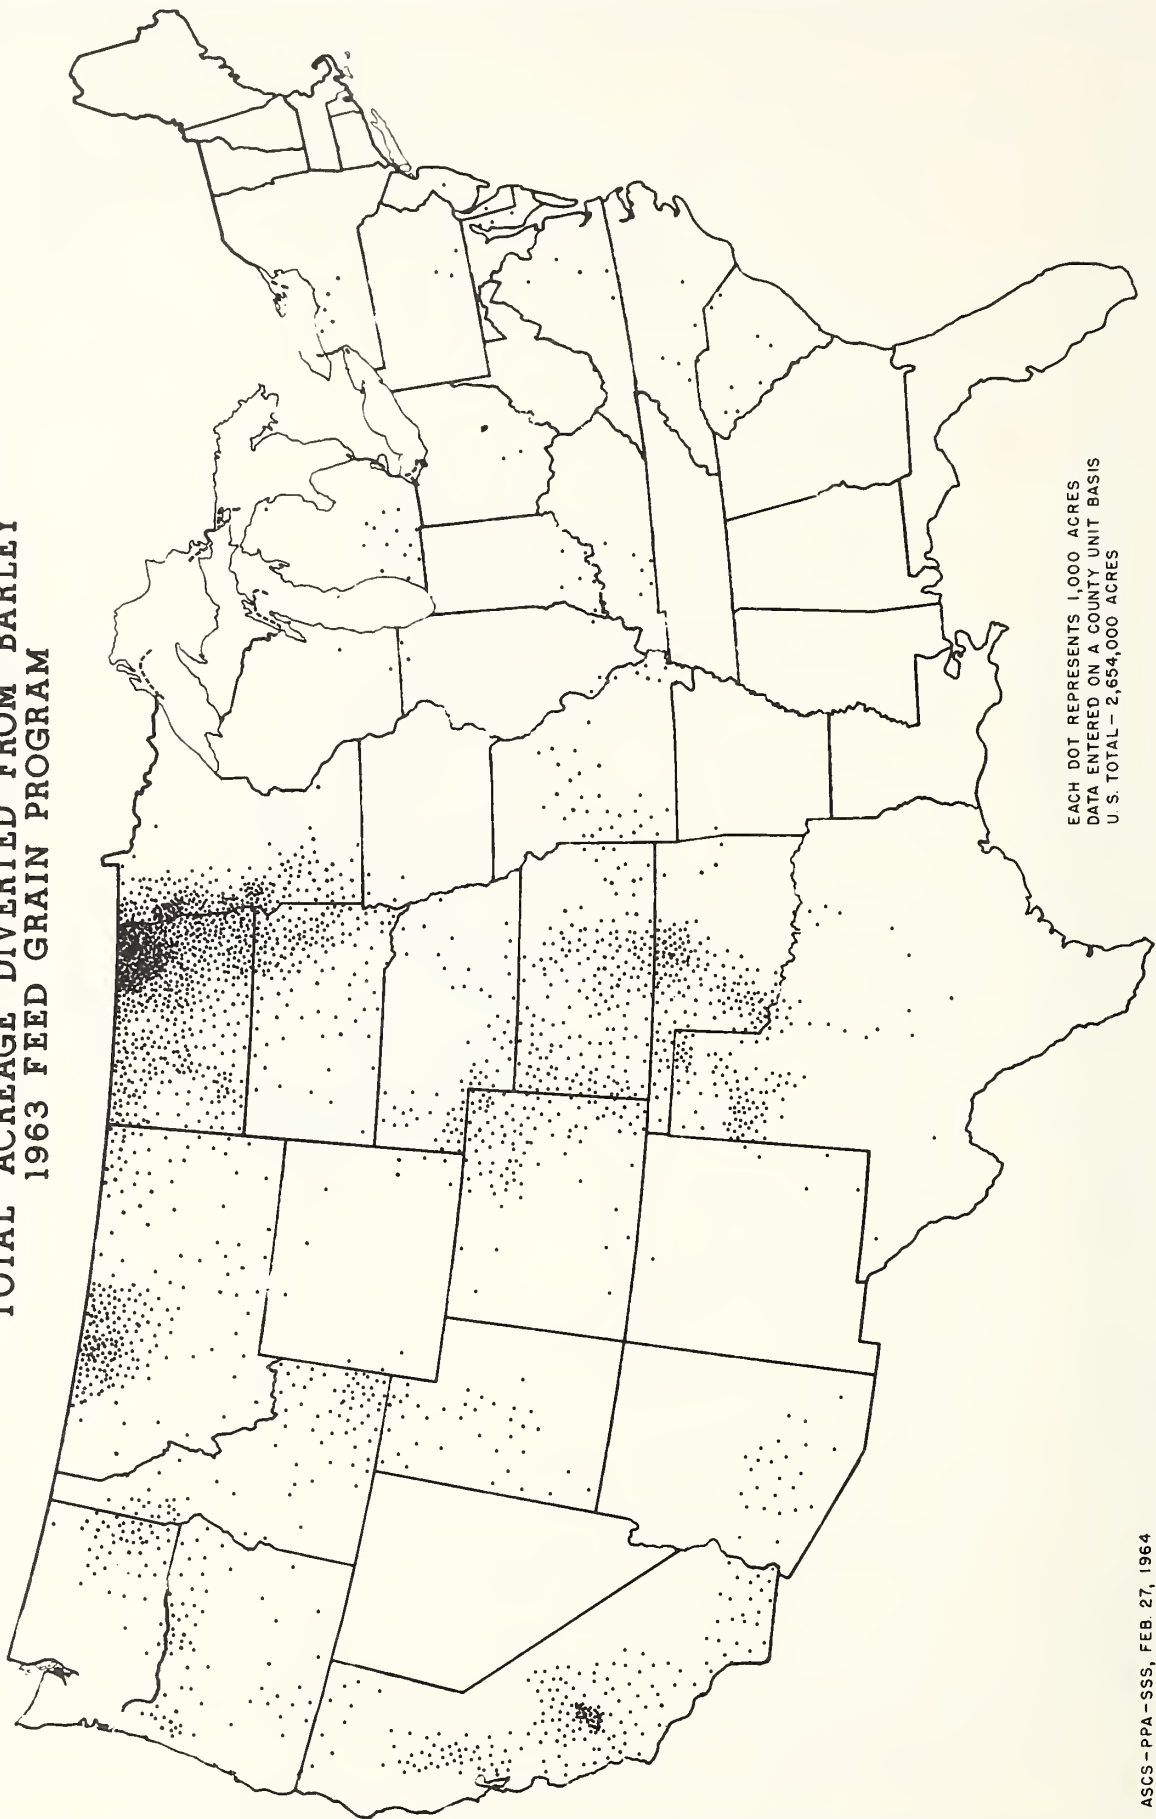 TOTAL ACREAGE DIVERTED FROM BARLEY
1963 FEED GRAIN PROGRAM
EACH DOT REPRESENTS 1,000 ACRES
DATA ENTERED ON A COUNTY UNIT BASIS
U. S. TOTAL – 2,654,000 ACRES
ASCS-PPA-SSS, FEB. 27, 1964